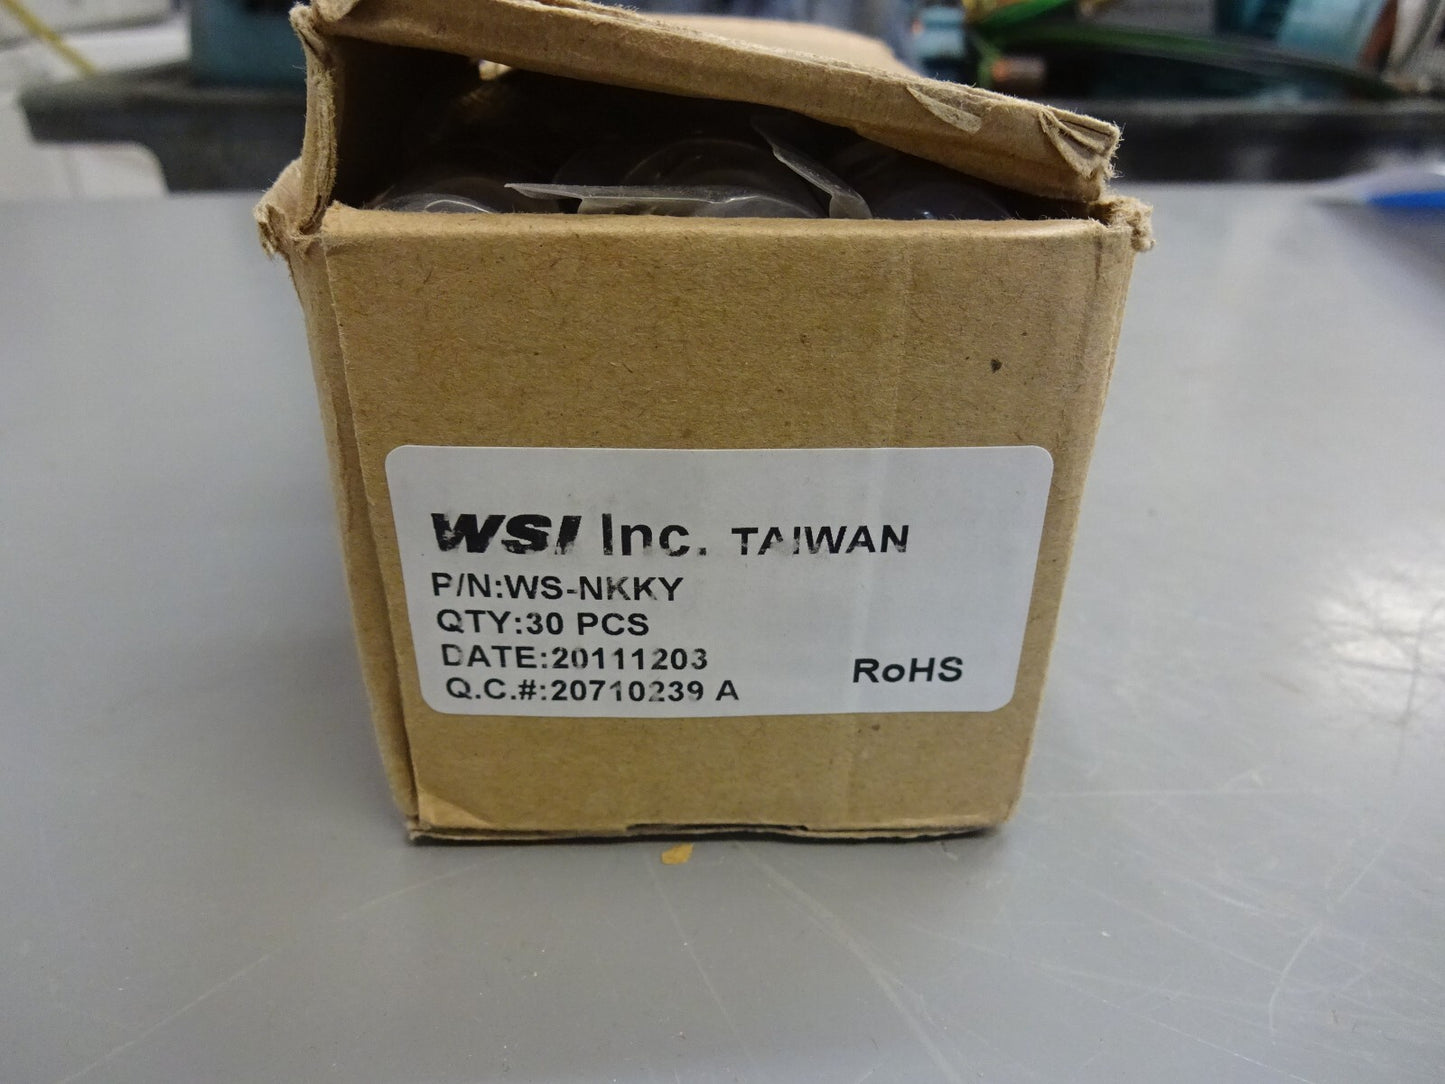 WSI Inc. TAIWAN
P/N:WS-NKKY
QTY:30 PCS
DATE:20111203
Q.C.#:20710239 A
RoHS